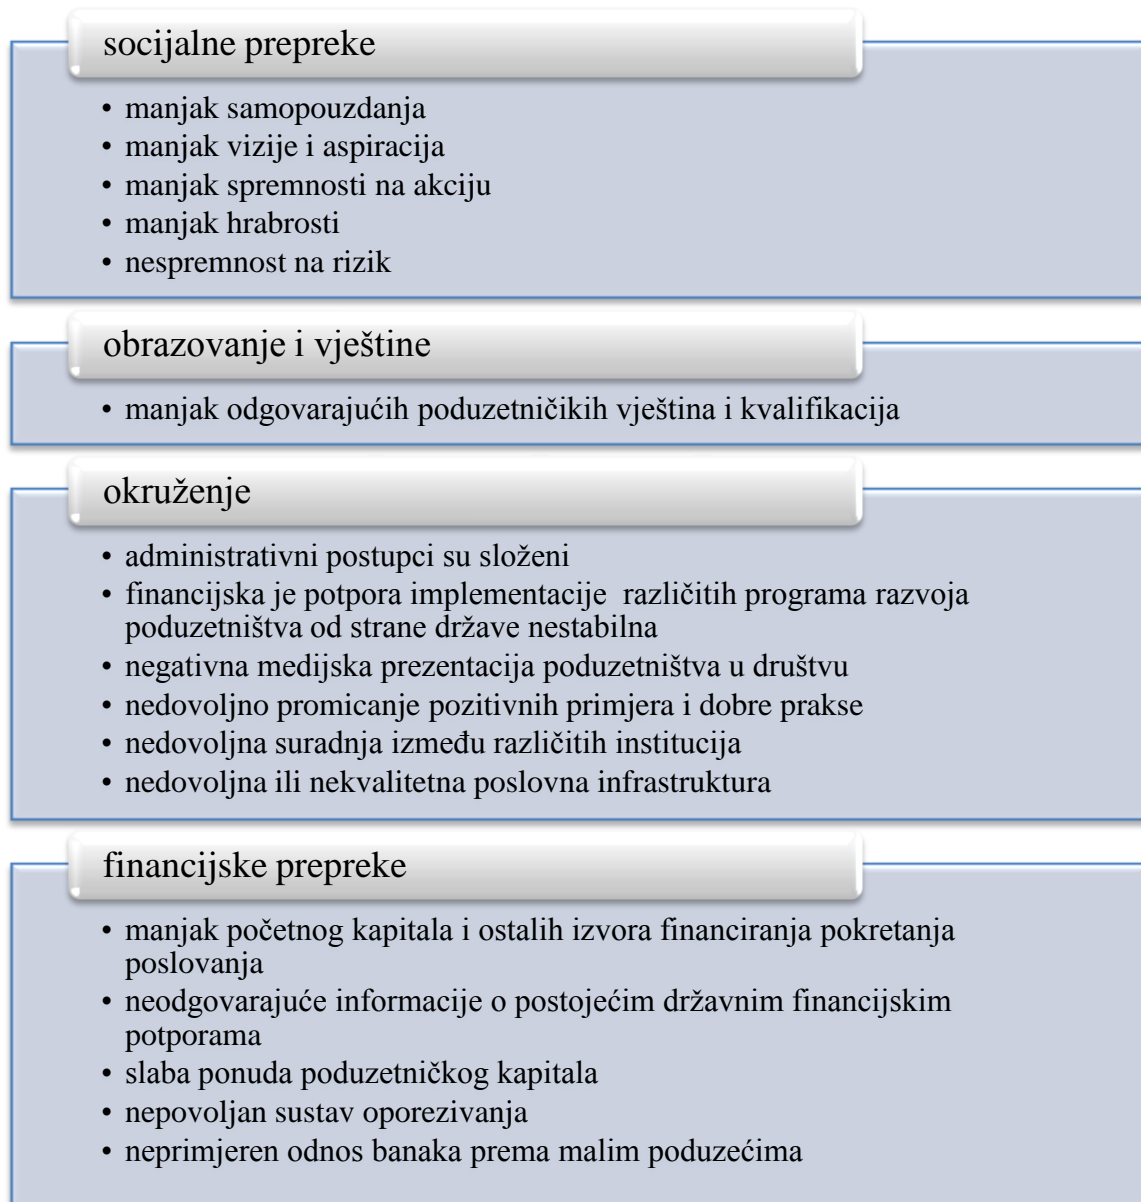 socijalne prepreke
• manjak samopouzdanja
• manjak vizije i aspiracija
• manjak spremnosti na akciju
• manjak hrabrosti
• nespremnost na rizik
obrazovanje i vještine
• manjak odgovarajućih poduzetničikih vještina i kvalifikacija
okruženje
• administrativni postupci su složeni
• financijska je potpora implementacije  različitih programa razvoja
poduzetništva od strane države nestabilna
• negativna medijska prezentacija poduzetništva u društvu
• nedovoljno promicanje pozitivnih primjera i dobre prakse
• nedovoljna suradnja između različitih institucija
• nedovoljna ili nekvalitetna poslovna infrastruktura
financijske prepreke
• manjak početnog kapitala i ostalih izvora financiranja pokretanja
poslovanja
• neodgovarajuće informacije o postojećim državnim financijskim
potporama
• slaba ponuda poduzetničkog kapitala
• nepovoljan sustav oporezivanja
• neprimjeren odnos banaka prema malim poduzećima